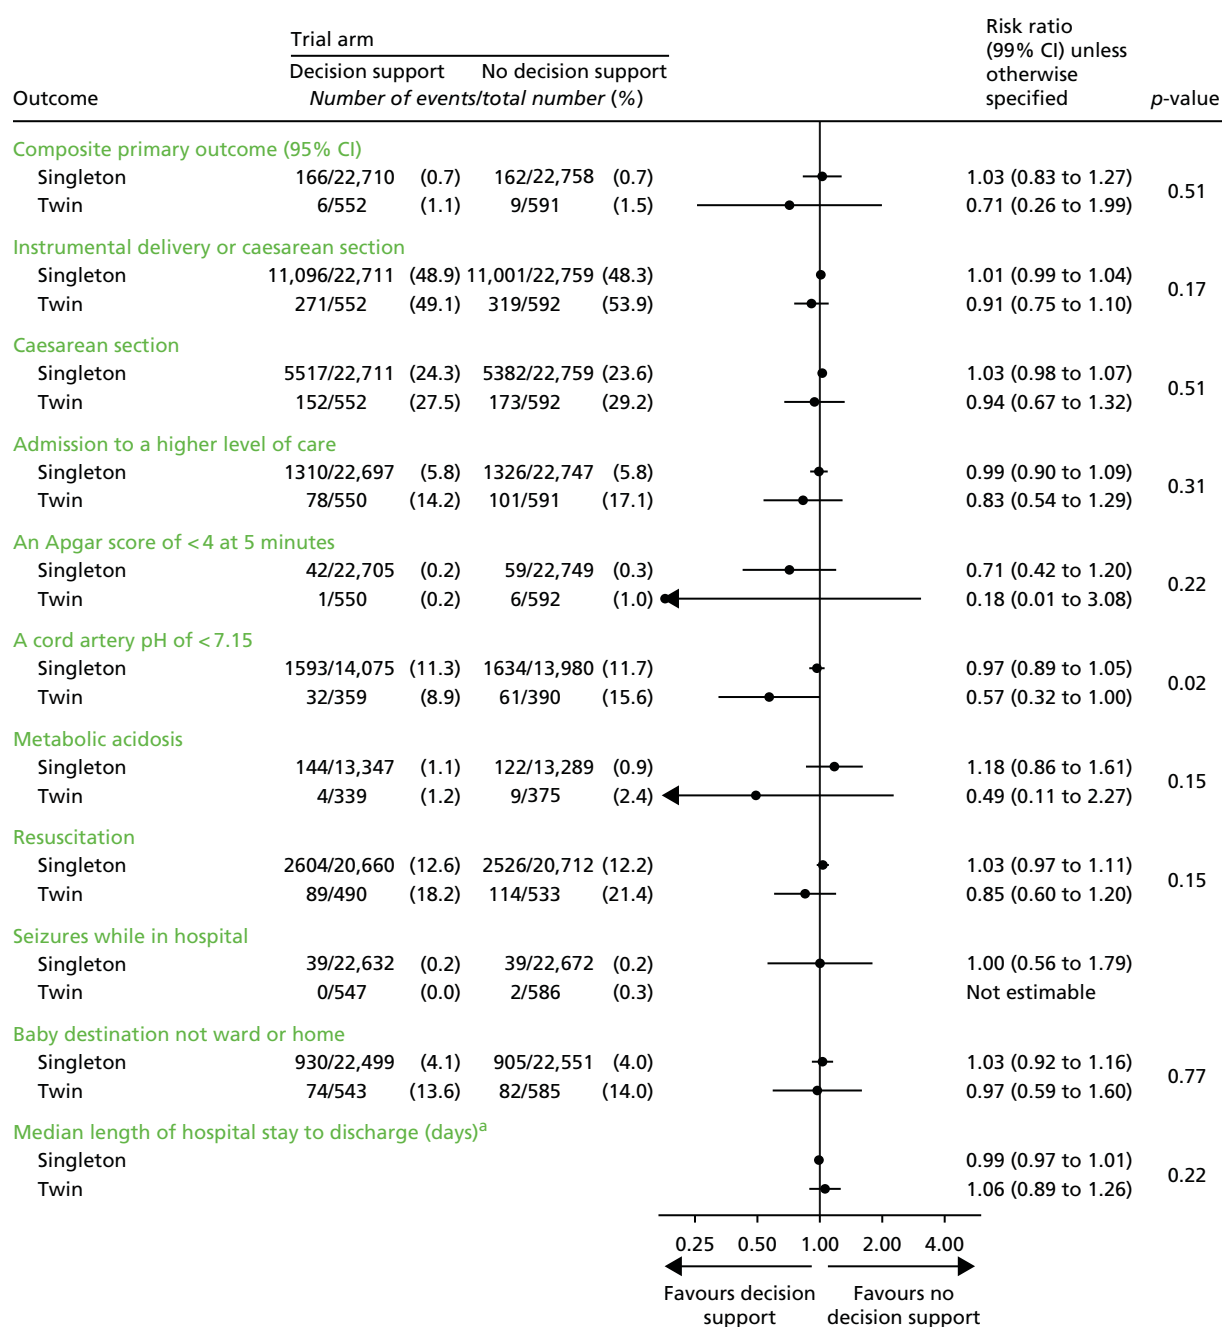 Trial arm
Risk ratio
(99% CI) unless
otherwise
specified
Decision support No decision support
Outcome Number of events/total number (%) p-value
Composite primary outcome (95% CI)
Singleton 166/22,710 (0.7) 162/22,758 (0.7) 1.03 (0.83 to 1.27)
Twin 6/552 (1.1) 9/591 (1.5) 0.71 (0.26 to 1.99)
0.51
Instrumental delivery or caesarean section
Singleton 11,096/22,711 (48.9) 11,001/22,759 (48.3) 1.01 (0.99 to 1.04)
Twin 271/552 (49.1) 319/592 (53.9) 0.91 (0.75 to 1.10)
0.17
Caesarean section
Singleton 5517/22,711 (24.3) 5382/22,759 (23.6) 1.03 (0.98 to 1.07)
Twin 152/552 (27.5) 173/592 (29.2) 0.94 (0.67 to 1.32)
0.51
Admission to a higher level of care
Singleton 1310/22,697 (5.8) 1326/22,747 (5.8) 0.99 (0.90 to 1.09)
Twin 78/550 (14.2) 101/591 (17.1) 0.83 (0.54 to 1.29)
0.31
An Apgar score of <4 at 5 minutes
Singleton 42/22,705 (0.2) 59/22,749 (0.3) 0.71 (0.42 to 1.20)
Twin 1/550 (0.2) 6/592 (1.0) 0.18 (0.01 to 3.08)
0.22
A cord artery pH of <7.15
Singleton 1593/14,075 (11.3) 1634/13,980 (11.7) 0.97 (0.89 to 1.05)
Twin 32/359 (8.9) 61/390 (15.6) 0.57 (0.32 to 1.00)
0.02
Metabolic acidosis
Singleton 144/13,347 (1.1) 122/13,289 (0.9) 1.18 (0.86 to 1.61)
Twin 4/339 (1.2) 9/375 (2.4) 0.49 (0.11 to 2.27)
0.15
Resuscitation
Singleton 2604/20,660 (12.6) 2526/20,712 (12.2) 1.03 (0.97 to 1.11)
Twin 89/490 (18.2) 114/533 (21.4) 0.85 (0.60 to 1.20)
0.15
Seizures while in hospital
Singleton 39/22,632 (0.2) 39/22,672 (0.2) 1.00 (0.56 to 1.79)
Twin 0/547 (0.0) 2/586 (0.3) Not estimable
Baby destination not ward or home
Singleton 930/22,499 (4.1) 905/22,551 (4.0) 1.03 (0.92 to 1.16)
Twin 74/543 (13.6) 82/585 (14.0) 0.97 (0.59 to 1.60)
0.77
Median length of hospital stay to discharge (days)a
Singleton 0.99 (0.97 to 1.01)
Twin 1.06 (0.89 to 1.26)
0.22
0.25 0.50 1.00 2.00 4.00
Favours decision
support
Favours no
decision support